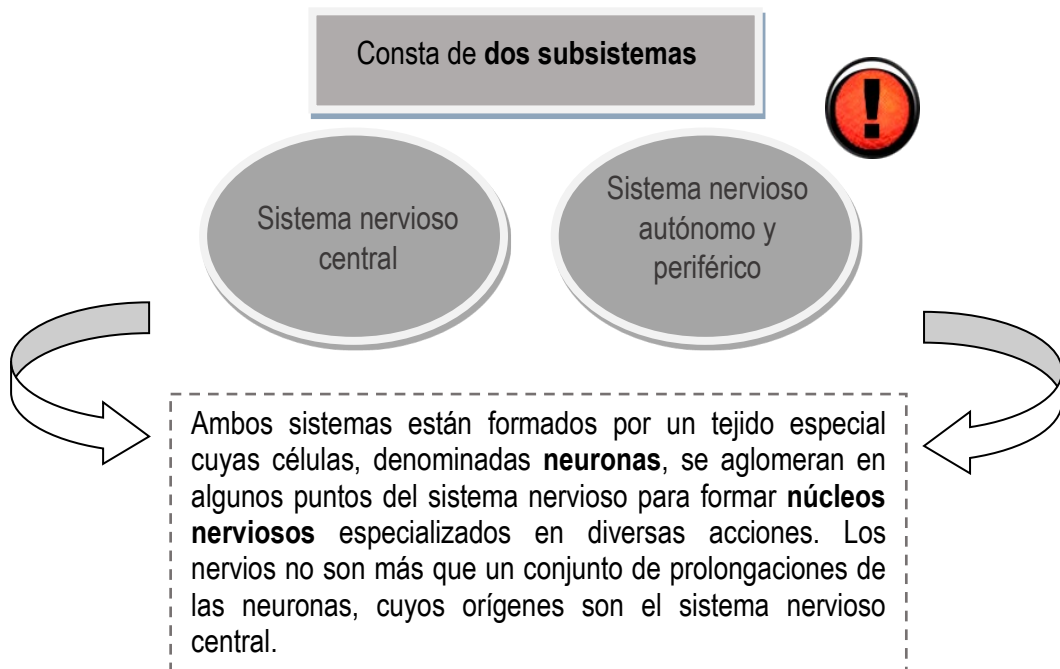 Consta de dos subsistemas
Sistema nervioso
central
Sistema nervioso
autónomo y
periférico
Ambos sistemas están formados por un tejido especial
cuyas células, denominadas neuronas, se aglomeran en
algunos puntos del sistema nervioso para formar núcleos
nerviosos especializados en diversas acciones. Los
nervios no son más que un conjunto de prolongaciones de
las neuronas, cuyos orígenes son el sistema nervioso
central.